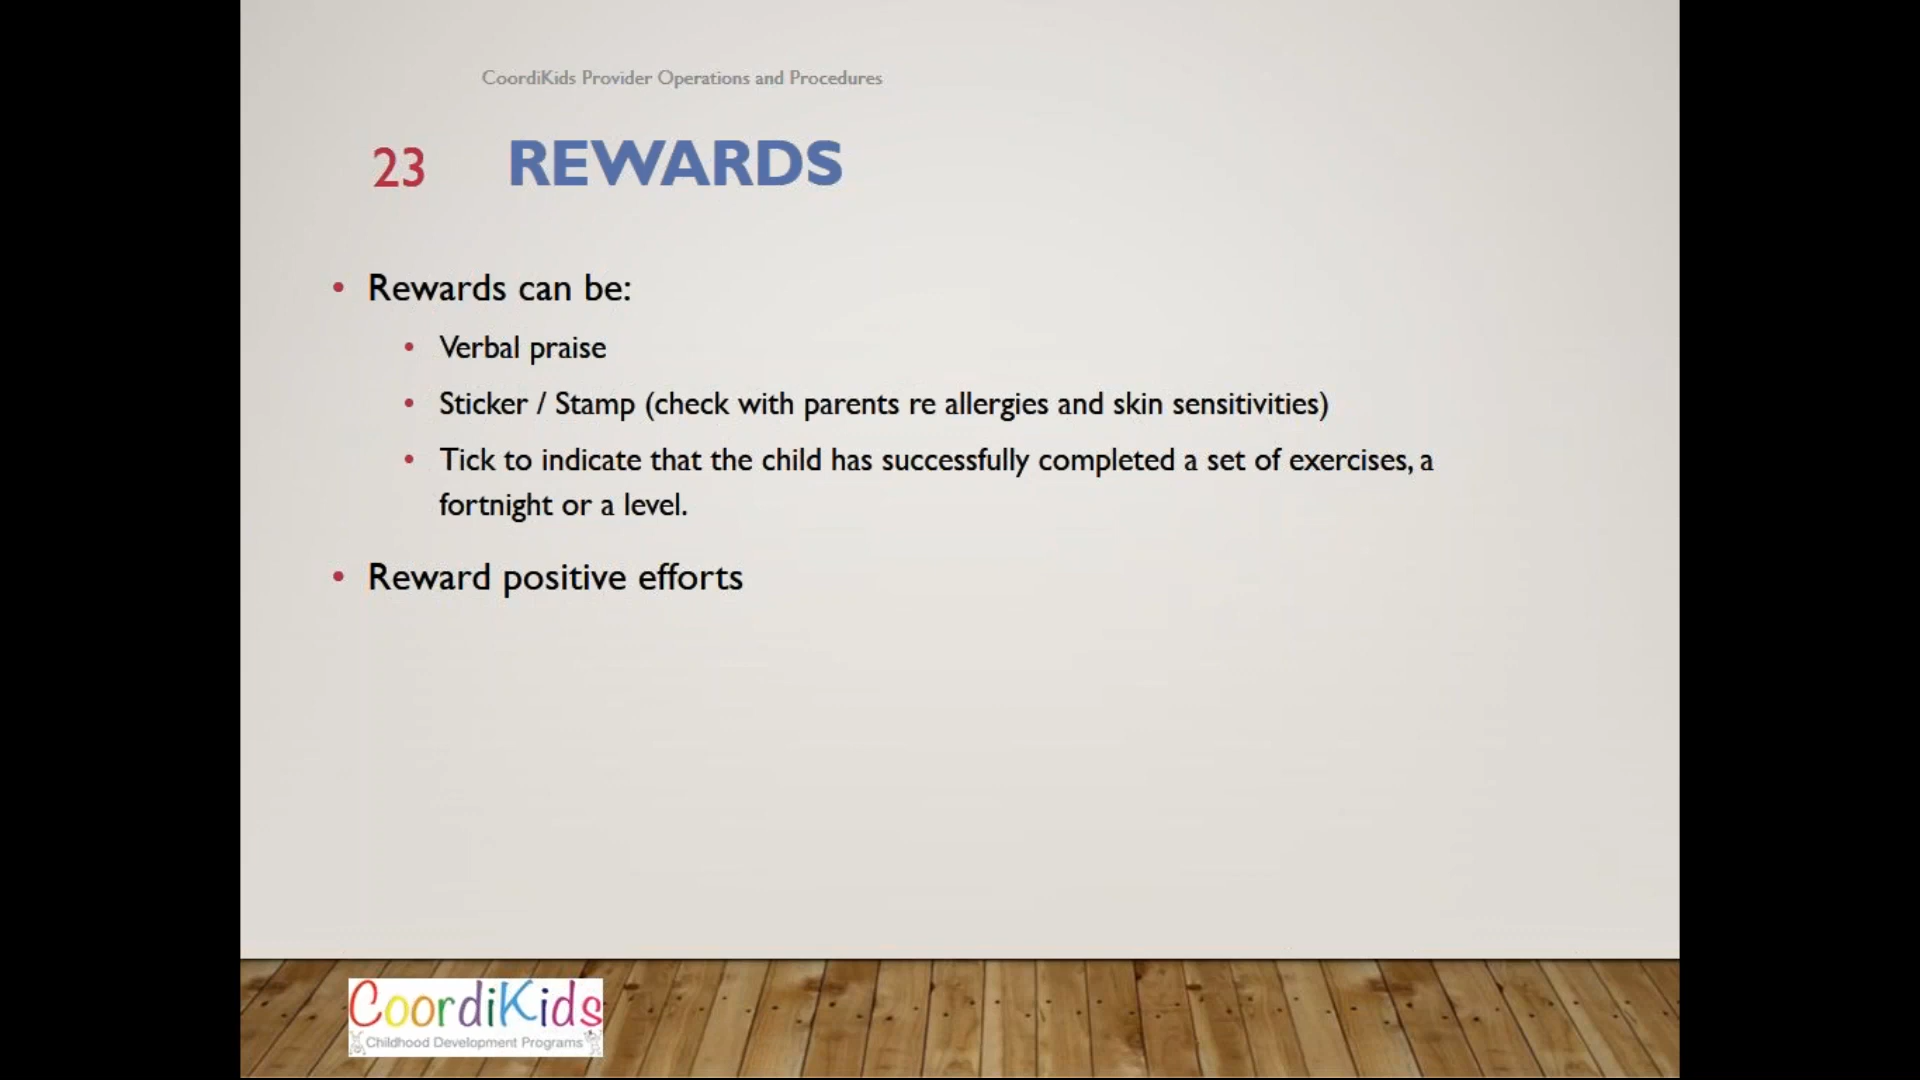 CoordiKids Provider Operations and Procedures
23 REWARDS
• Rewards can be:
• Verbal praise
• Sticker / Stamp (check with parents re allergies and skin sensitivities)
• Tick to indicate that the child has successfully completed a set of exercises, a
fortnight or a level.
• Reward positive efforts
CoordiKids
Childhood Development Programs